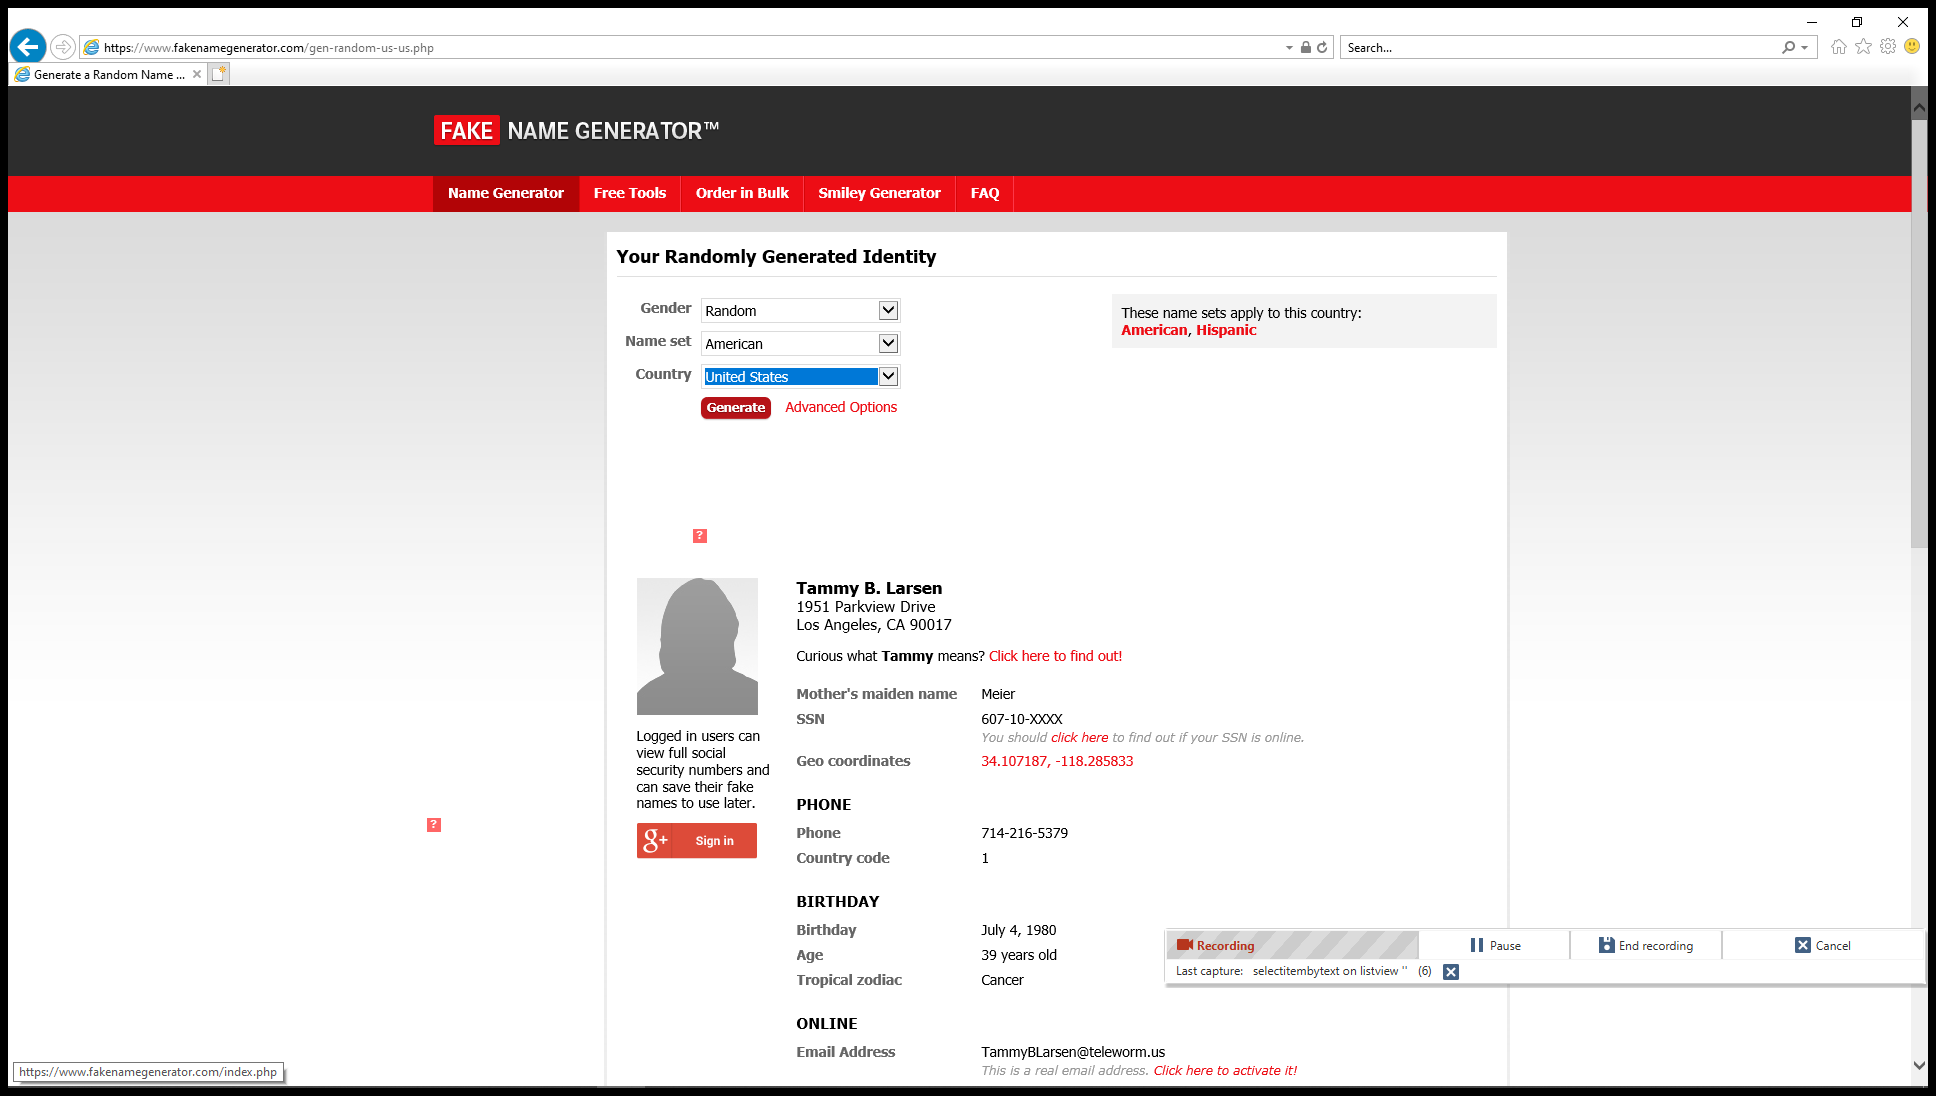 https://www.fakenamegenerator.com/gen-random-us-us.php
Search...
Generate a Random Name ...
FAKE NAME GENERATOR™
Name Generator
Free Tools
Order in Bulk
Smiley Generator
FAQ
Your Randomly Generated Identity
Gender
Random
Name set
American
Country
United States
Generate
Advanced Options
These name sets apply to this country:
American, Hispanic
?
Tammy B. Larsen
1951 Parkview Drive
Los Angeles, CA 90017
Curious what Tammy means? Click here to find out!
Mother's maiden name
Meier
SSN
607-10-XXXX
You should click here to find out if your SSN is online.
Geo coordinates
34.107187, -118.285833
Logged in users can
view full social
security numbers and
can save their fake
names to use later.
g+ Sign in
?
PHONE
Phone
714-216-5379
Country code
1
BIRTHDAY
Birthday
July 4, 1980
Age
39 years old
Tropical zodiac
Cancer
ONLINE
Email Address
TammyBLarsen@teleworm.us
This is a real email address. Click here to activate it!
Recording
Pause
End recording
Cancel
Last capture: selectitembytext on listview '' (6)
https://www.fakenamegenerator.com/index.php